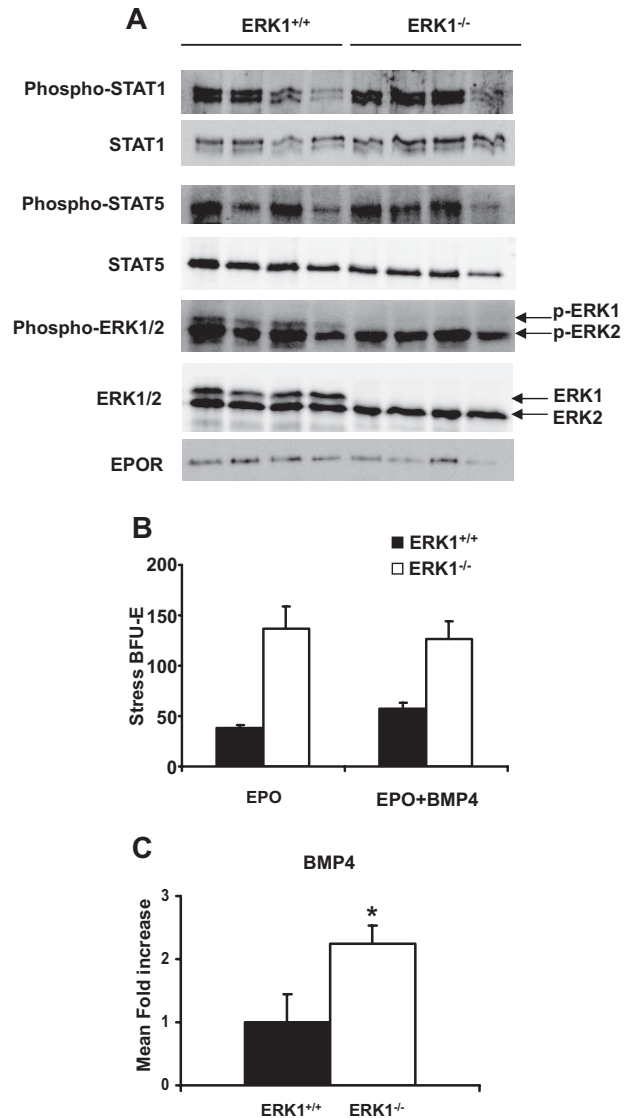 A
ERK1+/+ ERK1-/-
Phospho-STAT1
STAT1
Phospho-STAT5
STAT5
Phospho-ERK1/2
p-ERK1
p-ERK2
ERK1/2
ERK1
ERK2
EPOR
B
ERK1+/+
ERK1-/-
Stress BFU-E
200
150
100
50
0
EPO EPO+BMP4
C
BMP4
Mean Fold increase
3
2
1
0
*
ERK1+/+ ERK1-/-